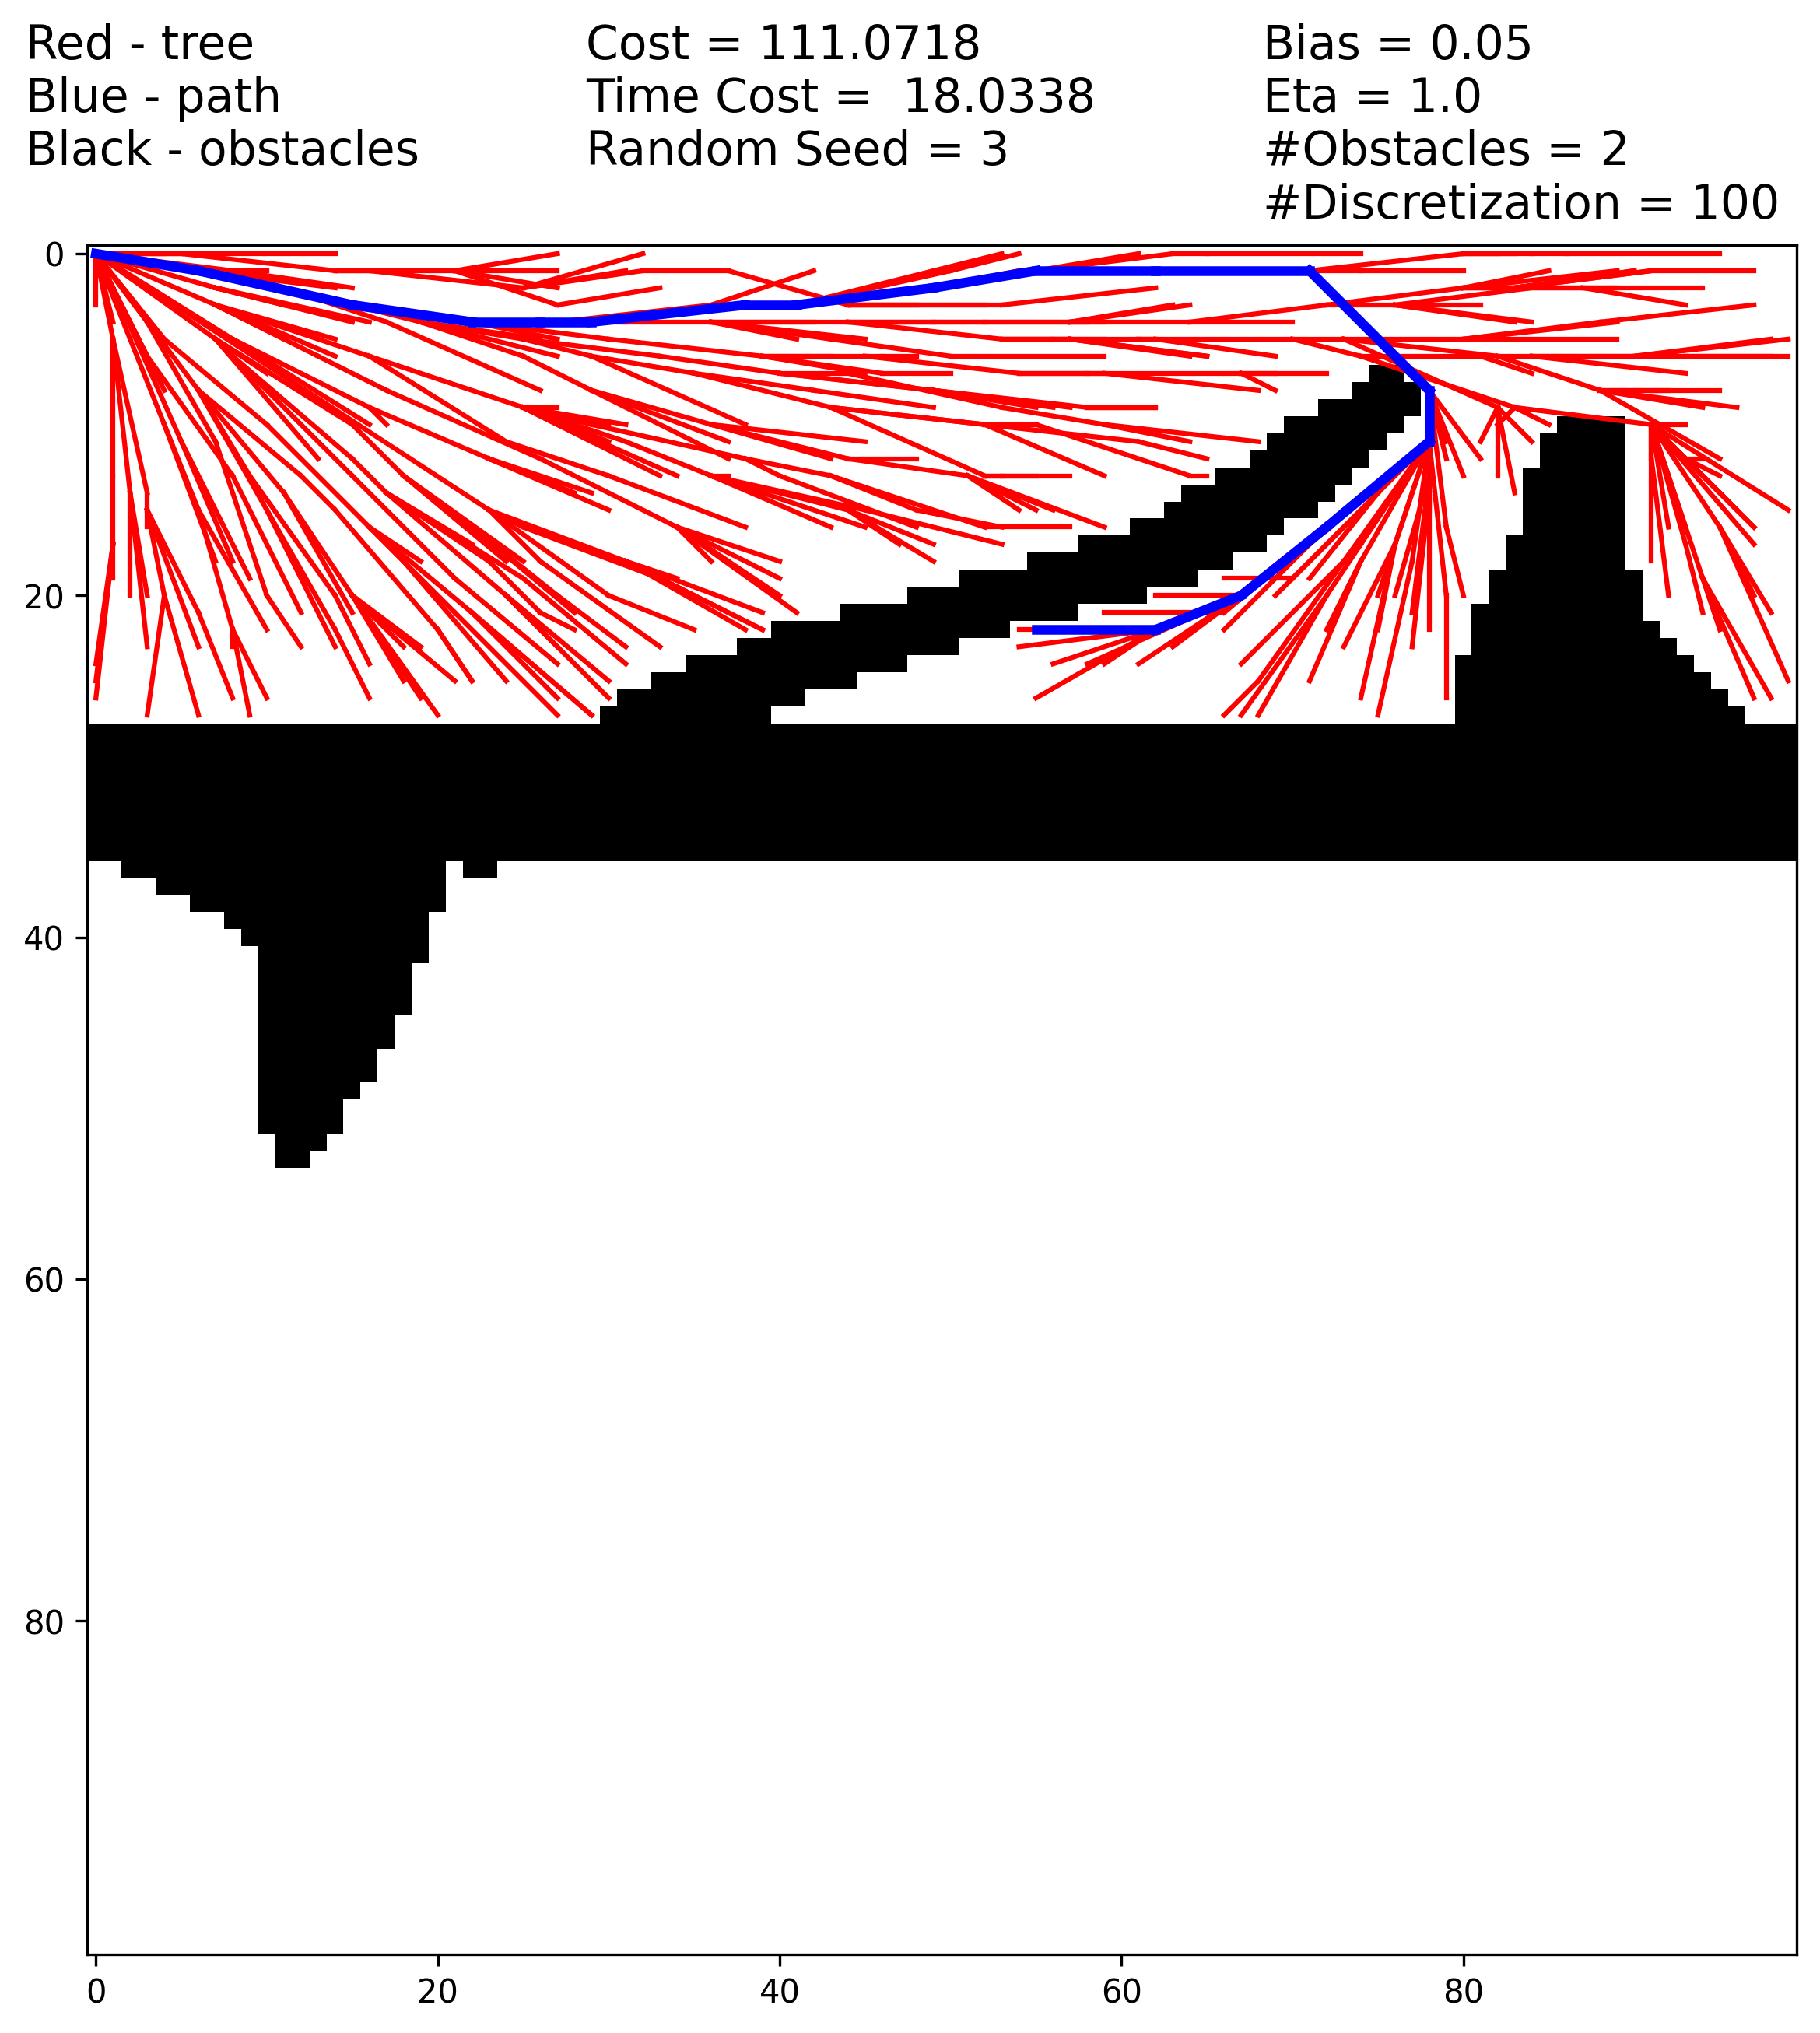 Red - tree
Blue - path
Black - obstacles
Cost = 111.0718
Time Cost =  18.0338
Random Seed = 3
Bias = 0.05
Eta = 1.0
#Obstacles = 2
#Discretization = 100
0
20
40
60
80
0
20
40
60
80